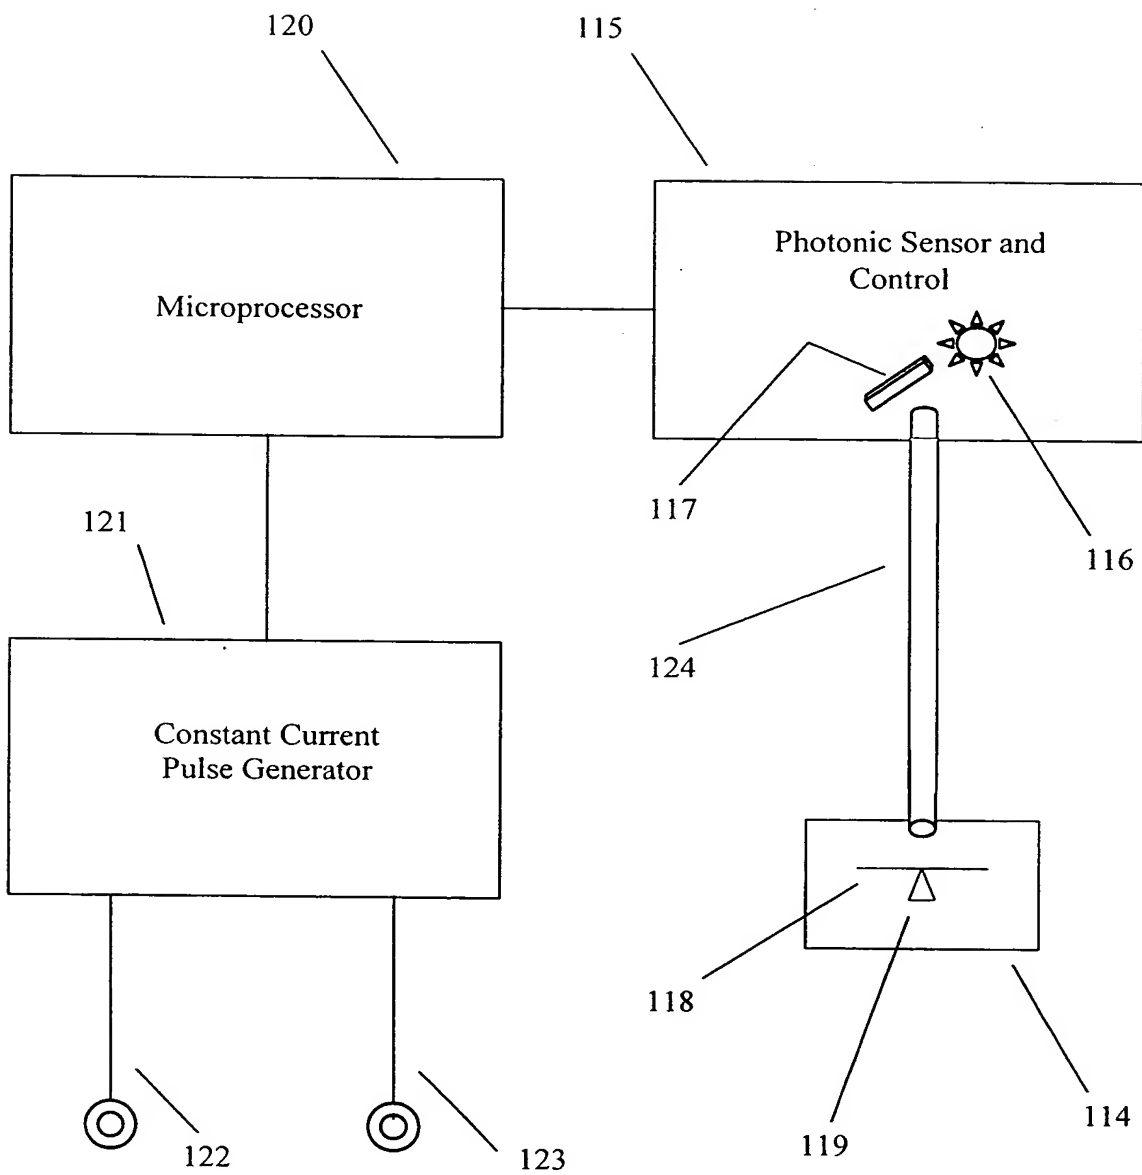 120
115
Microprocessor
Photonic Sensor and
Control
117
116
121
124
Constant Current
Pulse Generator
118
114
122
123
119